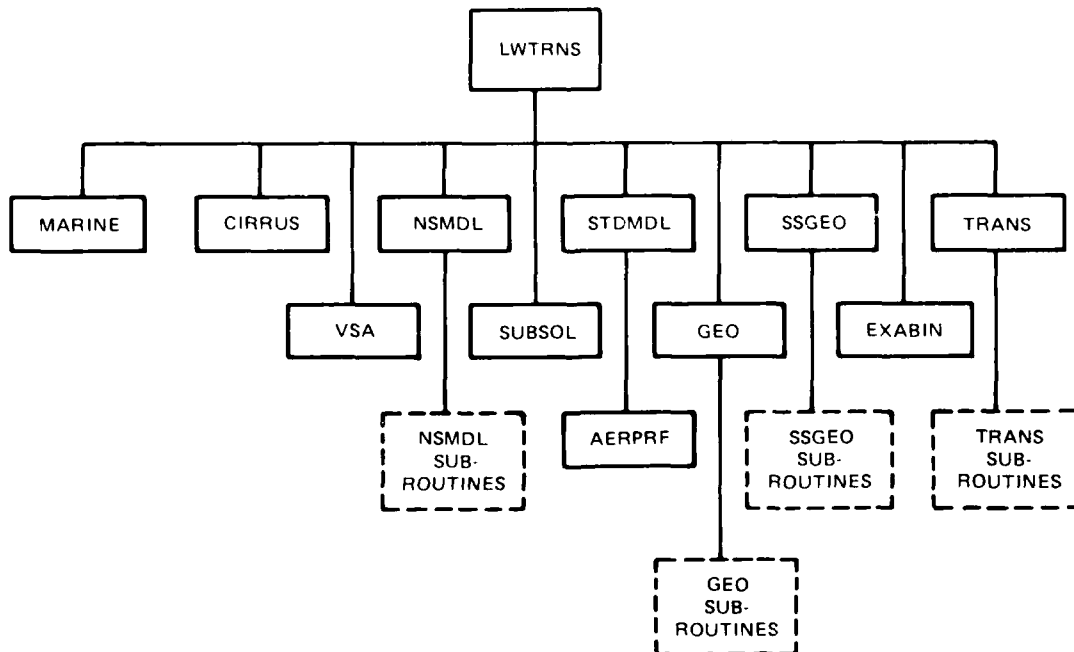 LWTRNS
MARINE
CIRRUS
NSMDL
STDMDL
SSGEO
TRANS
VSA
SUBSOL
GEO
EXABIN
NSMDL
SUB-
ROUTINES
AERPRF
SSGEO
SUB-
ROUTINES
TRANS
SUB-
ROUTINES
GEO
SUB-
ROUTINES